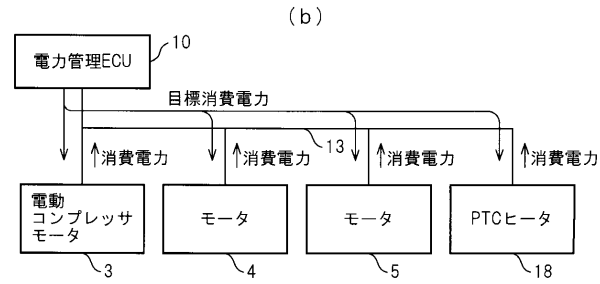 (b)
10
電力管理ECU
目標消費電力
13
消費電力
消費電力
消費電力
消費電力
電動
コンプレッサ
モータ
モータ
モータ
PTCヒータ
3
4
5
18